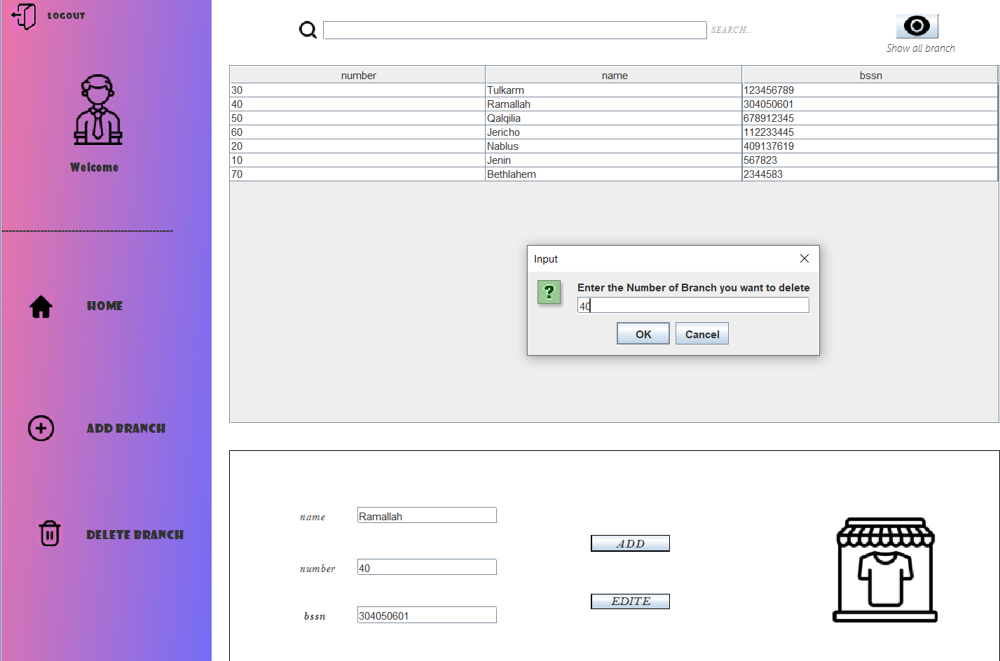 LOGOUT
SEARCH...
Show all branch
Welcome
--------------------------------------------------
HOME
ADD BRANCH
DELETE BRANCH
number name bssn
30 Tulkarm 123456789
40 Ramallah 304050601
50 Qalqilia 678912345
60 Jericho 112233445
20 Nablus 409137619
10 Jenin 567823
70 Bethlahem 2344583
Input
Enter the Number of Branch you want to delete
40
OK Cancel
name Ramallah
number 40
bssn 304050601
ADD
EDITE